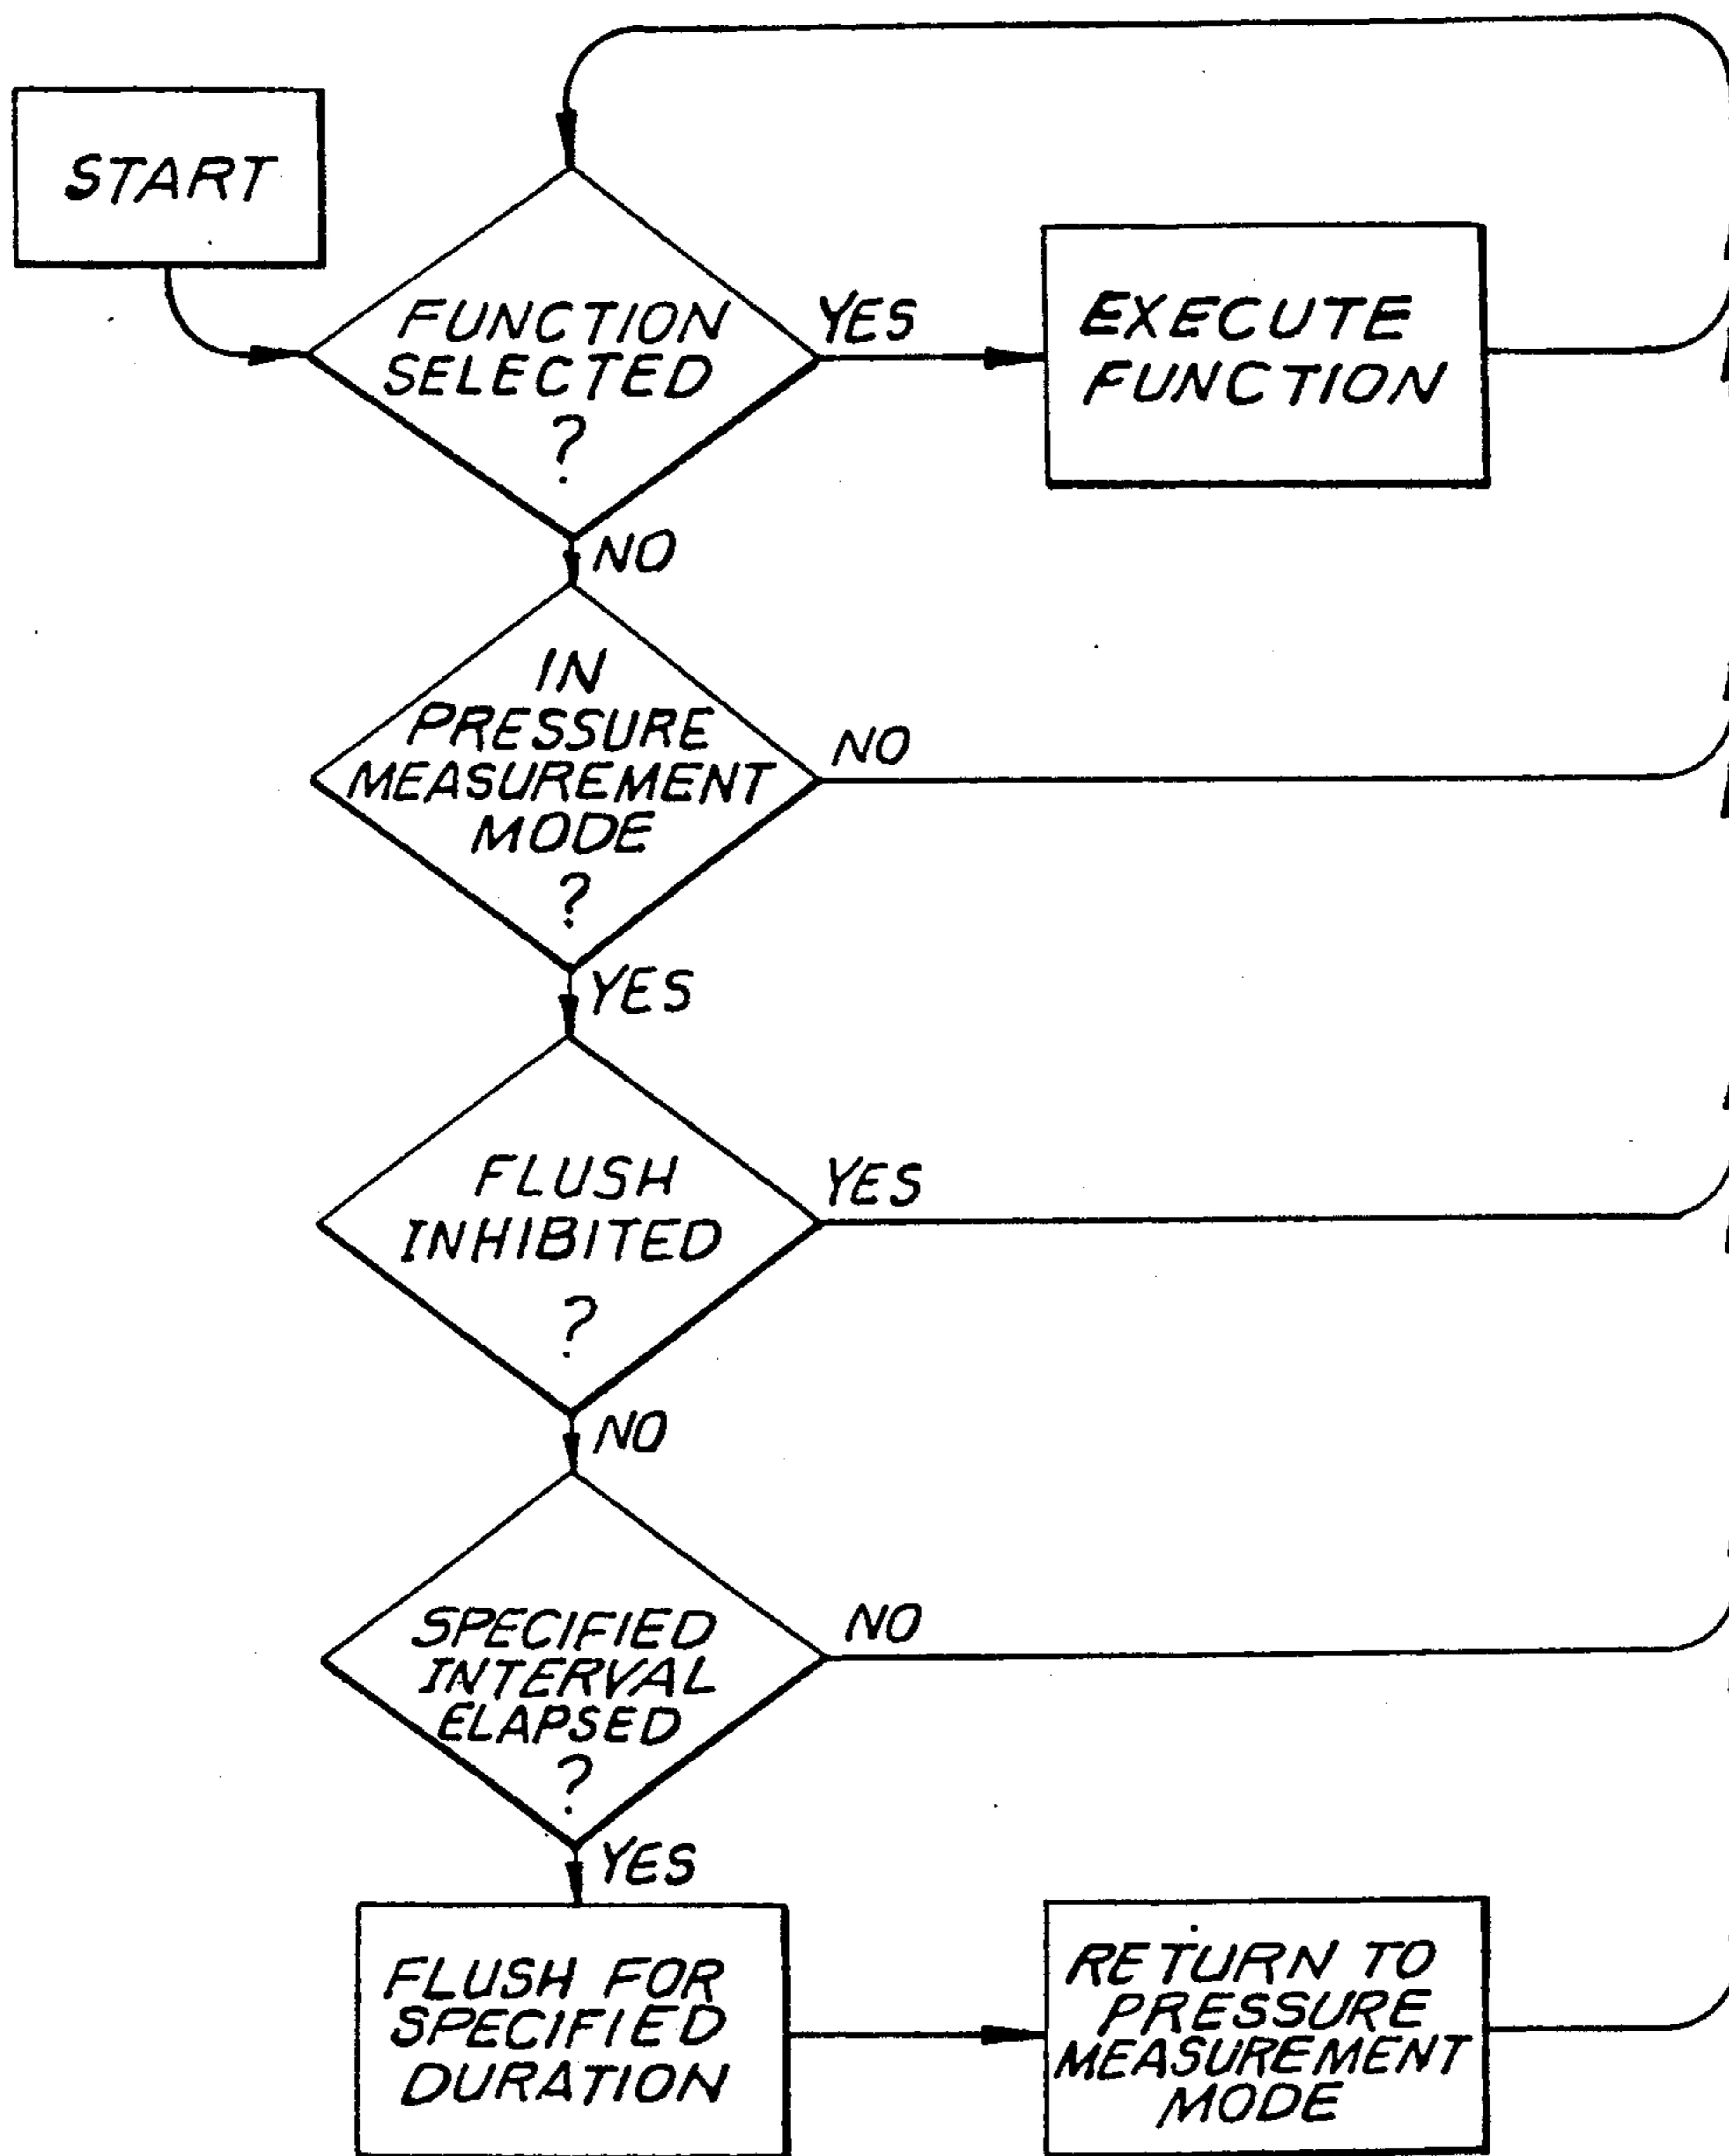 START
FUNCTION
SELECTED
?
YES
EXECUTE
FUNCTION
NO
IN
PRESSURE
MEASUREMENT
MODE
?
NO
YES
FLUSH
INHIBITED
?
YES
NO
SPECIFIED
INTERVAL
ELAPSED
?
NO
YES
FLUSH FOR
SPECIFIED
DURATION
RETURN TO
PRESSURE
MEASUREMENT
MODE